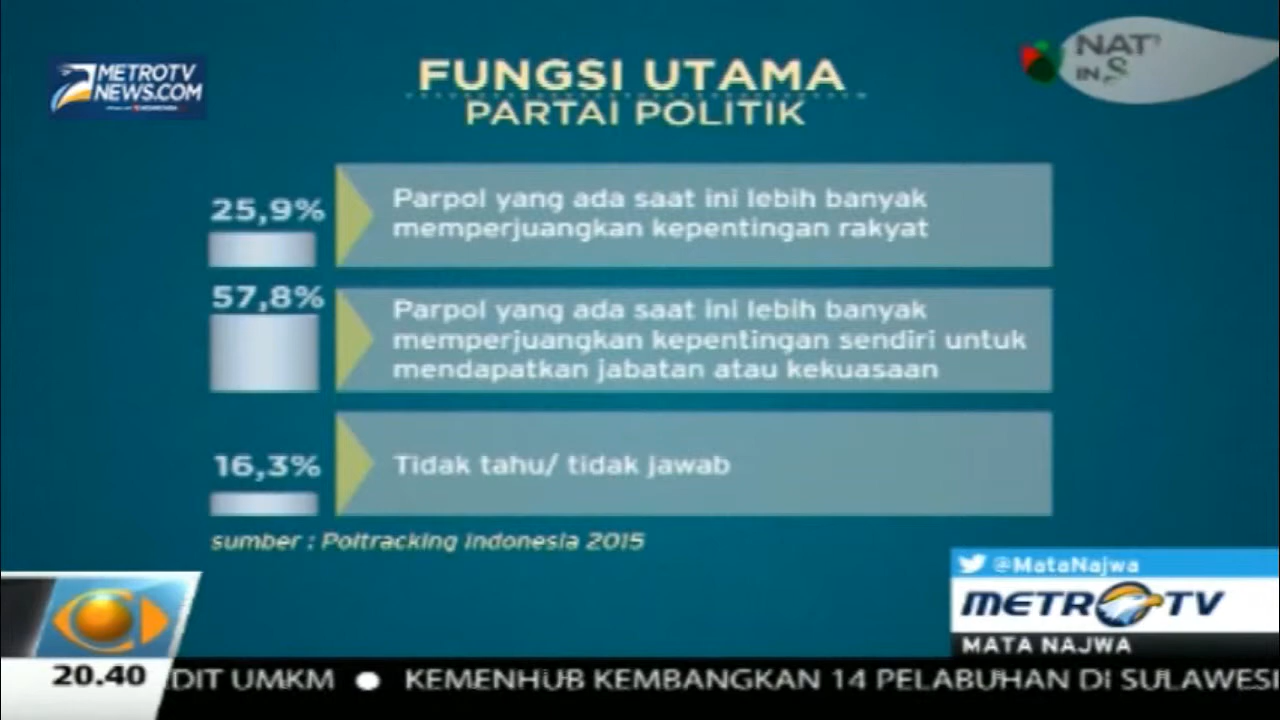 METROTV
NEWS.COM
FUNGSI UTAMA
PARTAI POLITIK
NAT
IN S
25,9%
Parpol yang ada saat ini lebih banyak
memperjuangkan kepentingan rakyat
57,8%
Parpol yang ada saat ini lebih banyak
memperjuangkan kepentingan sendiri untuk
mendapatkan jabatan atau kekuasaan
16,3%
Tidak tahu/ tidak jawab
sumber : Poltracking Indonesia 2015
@MataNajwa
METRO TV
MATA NAJWA
20.40
DIT UMKM ● KEMENHUB KEMBANGKAN 14 PELABUHAN DI SULAWESI